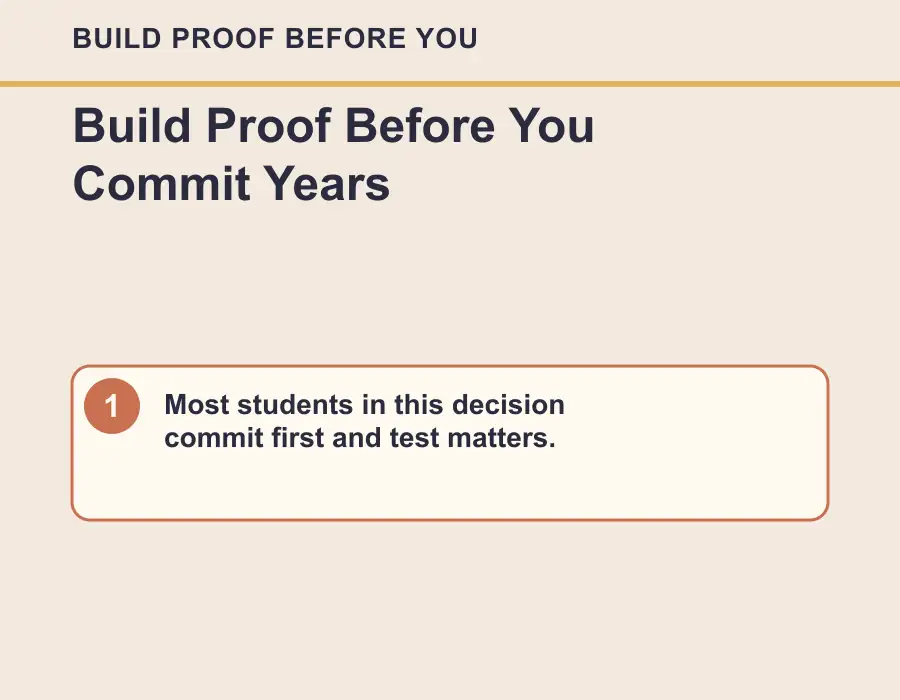 BUILD PROOF BEFORE YOU
Build Proof Before You
Commit Years
1
Most students in this decision
commit first and test matters.